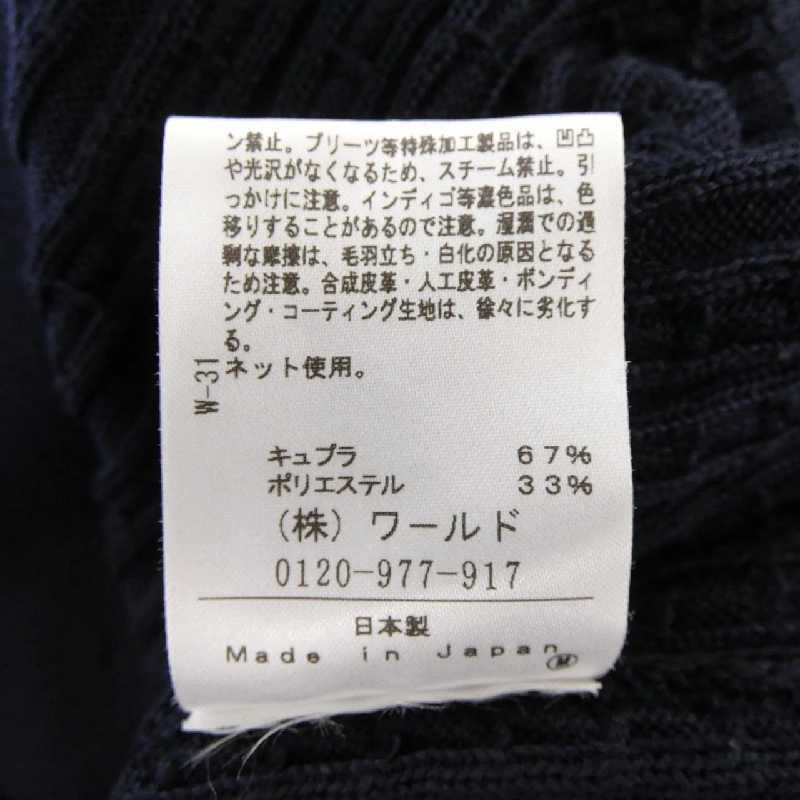 ン禁止。プリーツ等特殊加工製品は、凹凸
や光沢がなくなるため、スチーム禁止。引
っかけに注意。インディゴ等濃色品は、色
移りすることがあるので注意。湿潤での過
剰な摩擦は、毛羽立ち・白化の原因となる
ため注意。合成皮革・人工皮革・ボンディ
ング・コーティング生地は、徐々に劣化す
る。
ネット使用。
W-31
キュプラ 67%
ポリエステル 33%
(株) ワールド
0120-977-917
日本製
Made in Japan
M